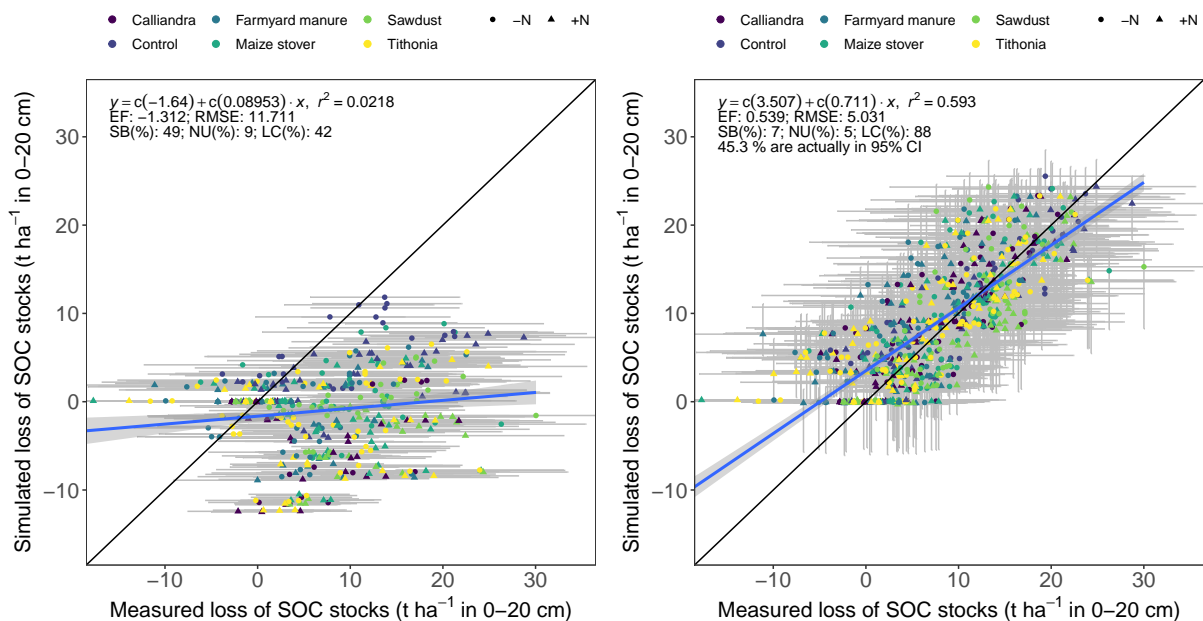 Calliandra Farmyard manure Sawdust −N +N
Control Maize stover Tithonia
y = c(−1.64) + c(0.08953) · x, r² = 0.0218
EF: −1.312; RMSE: 11.711
SB(%): 49; NU(%): 9; LC(%): 42
30
20
10
0
−10
−10 0 10 20 30
Simulated loss of SOC stocks (t ha⁻¹ in 0−20 cm)
Measured loss of SOC stocks (t ha⁻¹ in 0−20 cm)
Calliandra Farmyard manure Sawdust −N +N
Control Maize stover Tithonia
y = c(3.507) + c(0.711) · x, r² = 0.593
EF: 0.539; RMSE: 5.031
SB(%): 7; NU(%): 5; LC(%): 88
45.3 % are actually in 95% CI
30
20
10
0
−10
−10 0 10 20 30
Simulated loss of SOC stocks (t ha⁻¹ in 0−20 cm)
Measured loss of SOC stocks (t ha⁻¹ in 0−20 cm)